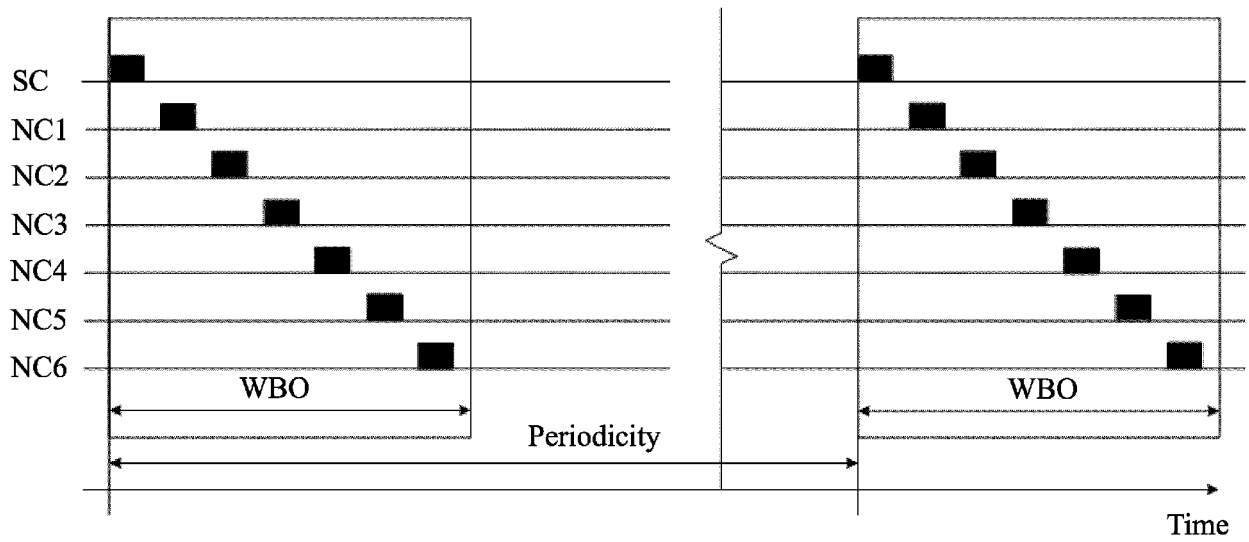 SC
NC1
NC2
NC3
NC4
NC5
NC6
WBO
WBO
Periodicity
Time